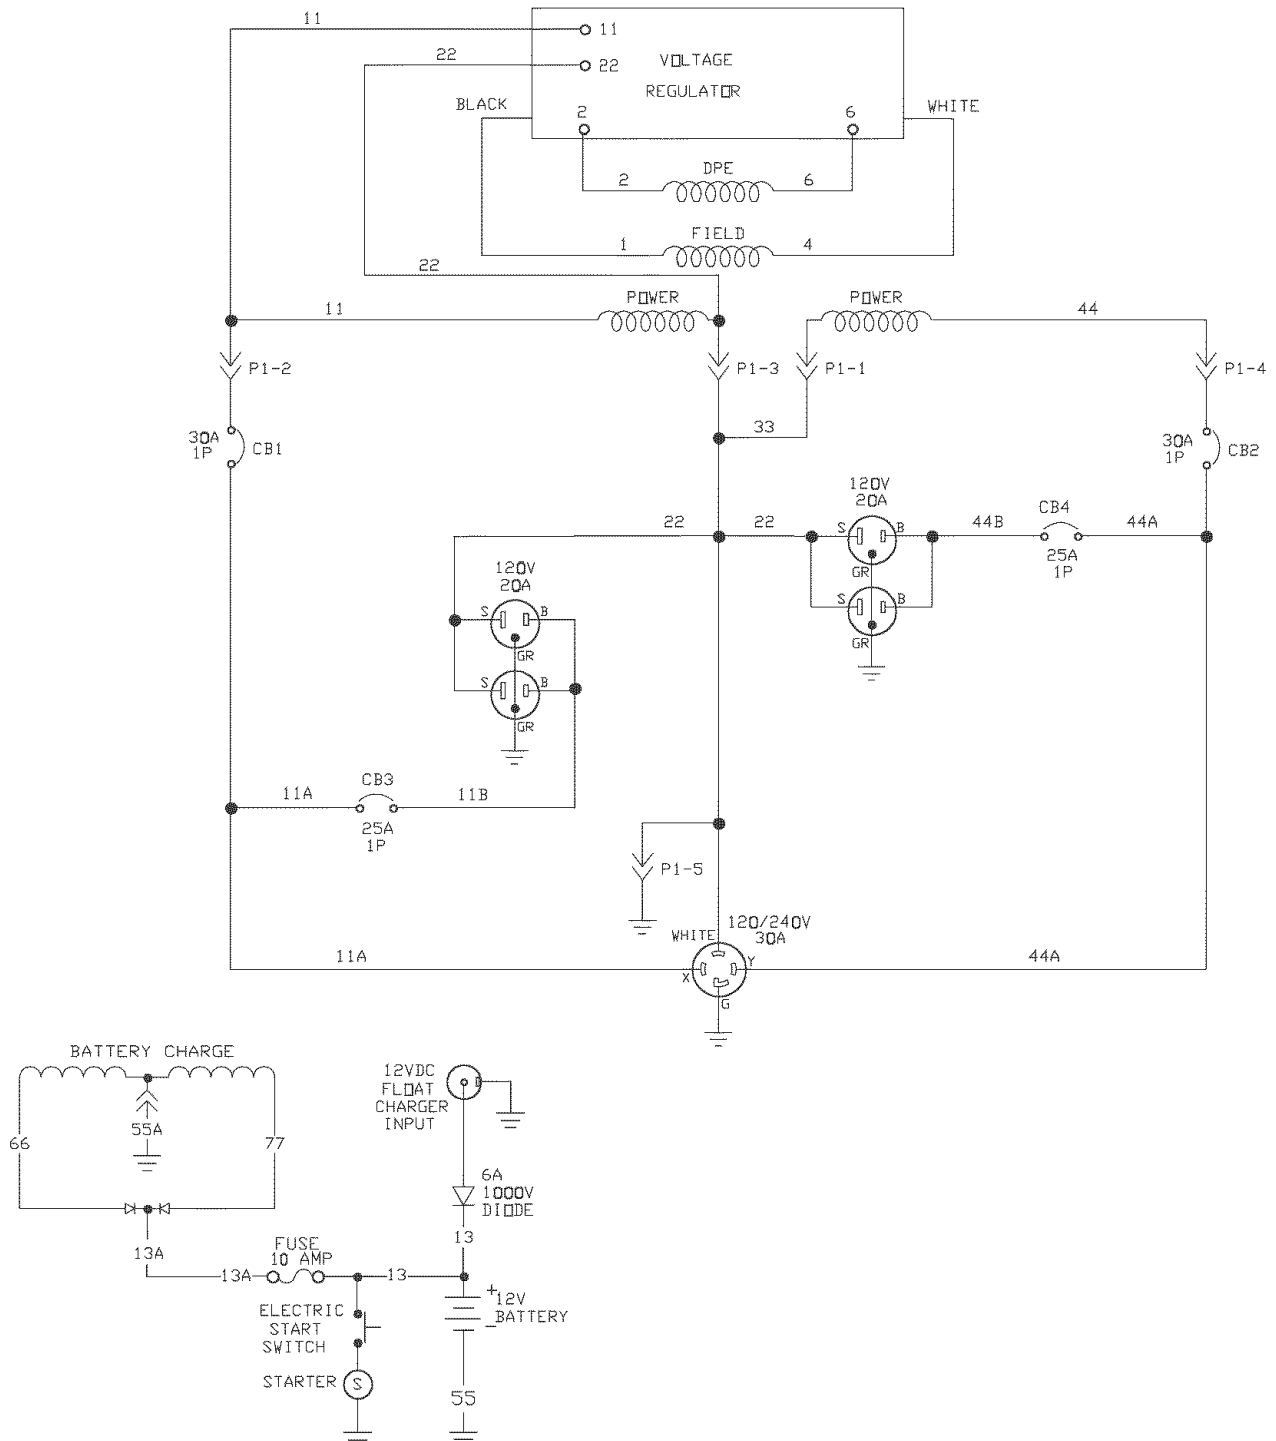 11
11
22
22
VOLTAGE
REGULATOR
BLACK
WHITE
2
6
DPE
2
6
FIELD
1
4
22
POWER
POWER
11
44
P1-2
P1-3
P1-1
P1-4
33
30A
1P
CB1
30A
1P
CB2
120V
20A
CB4
22
22
S
B
44B
44A
25A
1P
GR
S
B
GR
120V
20A
S
B
GR
S
B
GR
CB3
11A
11B
25A
1P
P1-5
120/240V
30A
WHITE
11A
X
Y
44A
G
BATTERY CHARGE
12VDC
FLOAT
CHARGER
INPUT
55A
66
77
6A
1000V
DIODE
13
13A
FUSE
10 AMP
13A
13
ELECTRIC
START
SWITCH
+
12V
BATTERY
-
STARTER
S
55